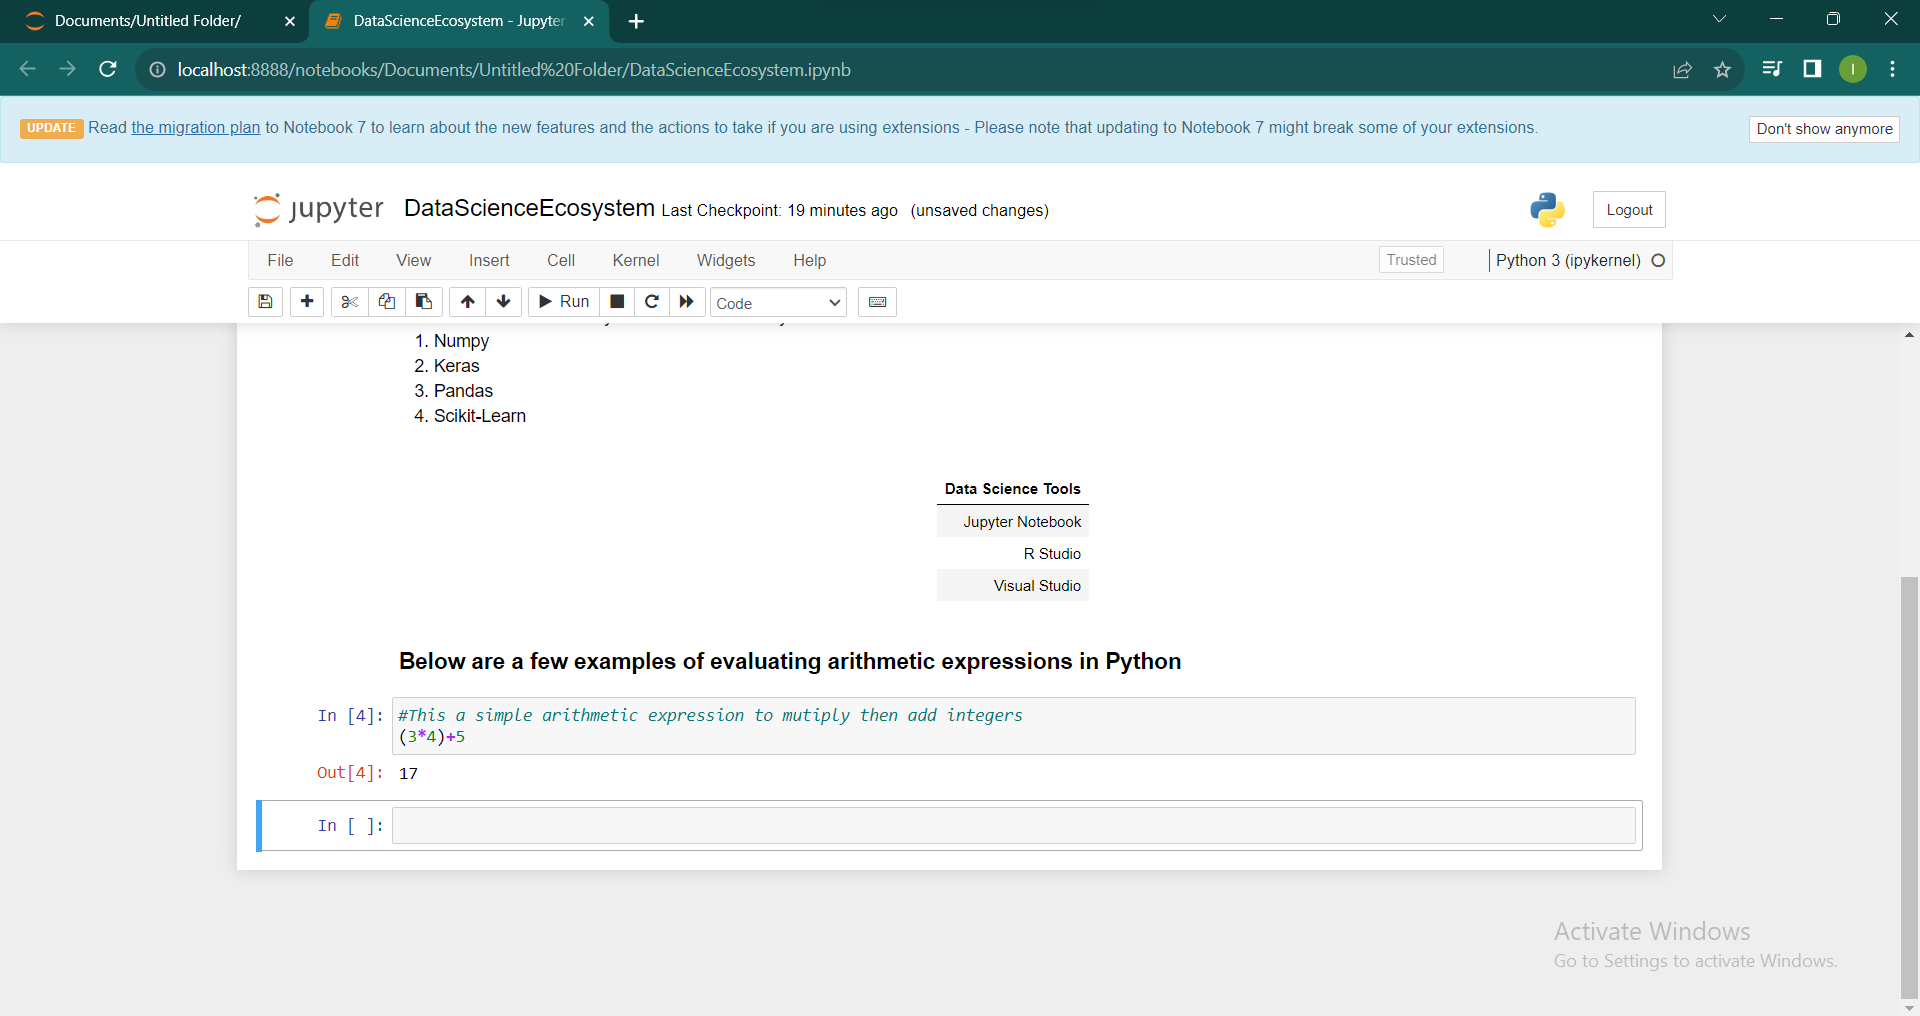 Documents/Untitled Folder/
DataScienceEcosystem - Jupyter
localhost:8888/notebooks/Documents/Untitled%20Folder/DataScienceEcosystem.ipynb
I
UPDATE Read the migration plan to Notebook 7 to learn about the new features and the actions to take if you are using extensions - Please note that updating to Notebook 7 might break some of your extensions.
Don't show anymore
jupyter DataScienceEcosystem Last Checkpoint: 19 minutes ago (unsaved changes)
Logout
File Edit View Insert Cell Kernel Widgets Help
Trusted
Python 3 (ipykernel)
Run
Code
1. Numpy
2. Keras
3. Pandas
4. Scikit-Learn
Data Science Tools
Jupyter Notebook
R Studio
Visual Studio
Below are a few examples of evaluating arithmetic expressions in Python
In [4]: #This a simple arithmetic expression to mutiply then add integers
(3*4)+5
Out[4]: 17
In [ ]:
Activate Windows
Go to Settings to activate Windows.